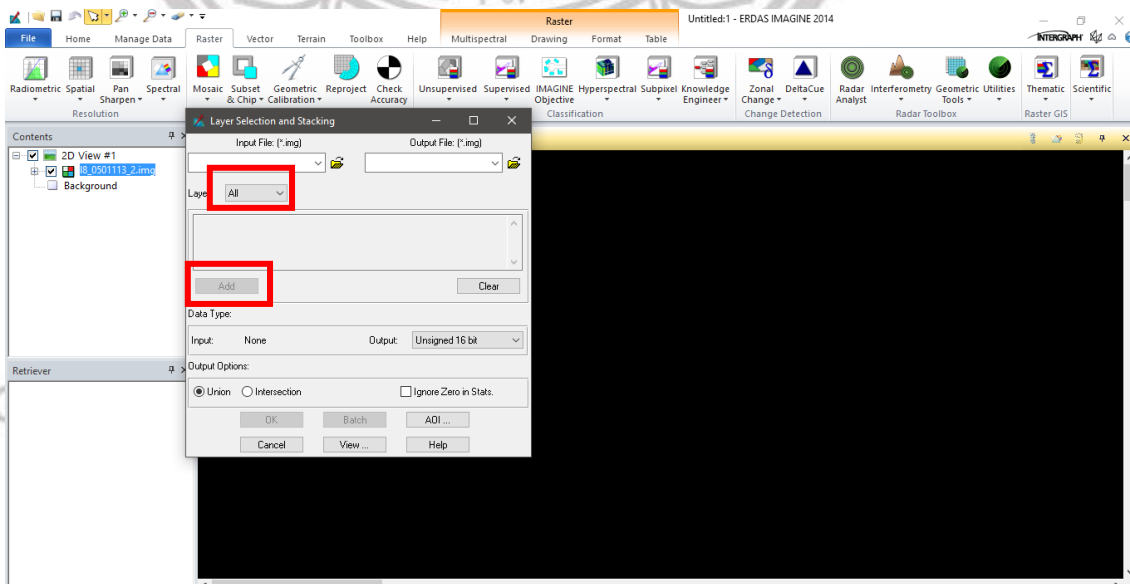 Raster
Untitled:1 - ERDAS IMAGINE 2014
File Home Manage Data Raster Vector Terrain Toolbox Help Multispectral Drawing Format Table
INTERGRAPH
Radiometric Spatial Pan Sharpen Spectral Mosaic Subset & Chip Geometric Calibration Reproject Check Accuracy Unsupervised Supervised IMAGINE Objective Hyperspectral Subpixel Knowledge Engineer Zonal Change DeltaCue Radar Analyst Interferometry Geometric Tools Utilities Thematic Scientific
Resolution Classification Change Detection Radar Toolbox Raster GIS
Contents
2D View #1
l8_0501113_2.img
Background
Retriever
Layer Selection and Stacking
Input File: (*.img) Output File: (*.img)
Laye All
Add Clear
Data Type:
Input: None Output: Unsigned 16 bit
Output Options:
Union Intersection Ignore Zero in Stats.
OK Batch AOI ...
Cancel View ... Help